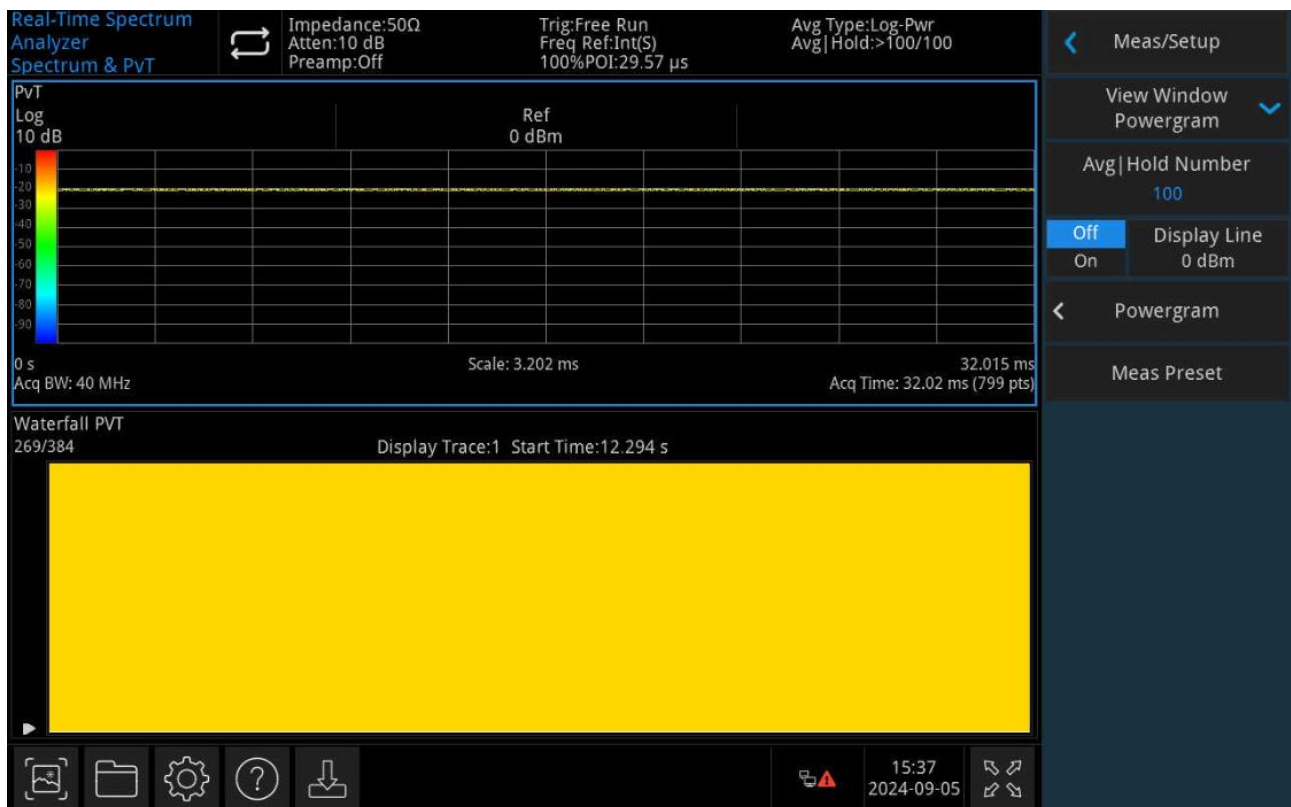 Real-Time Spectrum
Analyzer
Spectrum & PvT
Impedance:50Ω
Atten:10 dB
Preamp:Off
Trig:Free Run
Freq Ref:Int(S)
100%POI:29.57 µs
Avg Type:Log-Pwr
Avg|Hold:>100/100
PvT
Log
10 dB
Ref
0 dBm
-10
-20
-30
-40
-50
-60
-70
-80
-90
0 s
Scale: 3.202 ms
32.015 ms
Acq BW: 40 MHz
Acq Time: 32.02 ms (799 pts)
Waterfall PVT
269/384
Display Trace:1 Start Time:12.294 s
Meas/Setup
View Window
Powergram
Avg|Hold Number
100
Off
On
Display Line
0 dBm
Powergram
Meas Preset
?
15:37
2024-09-05